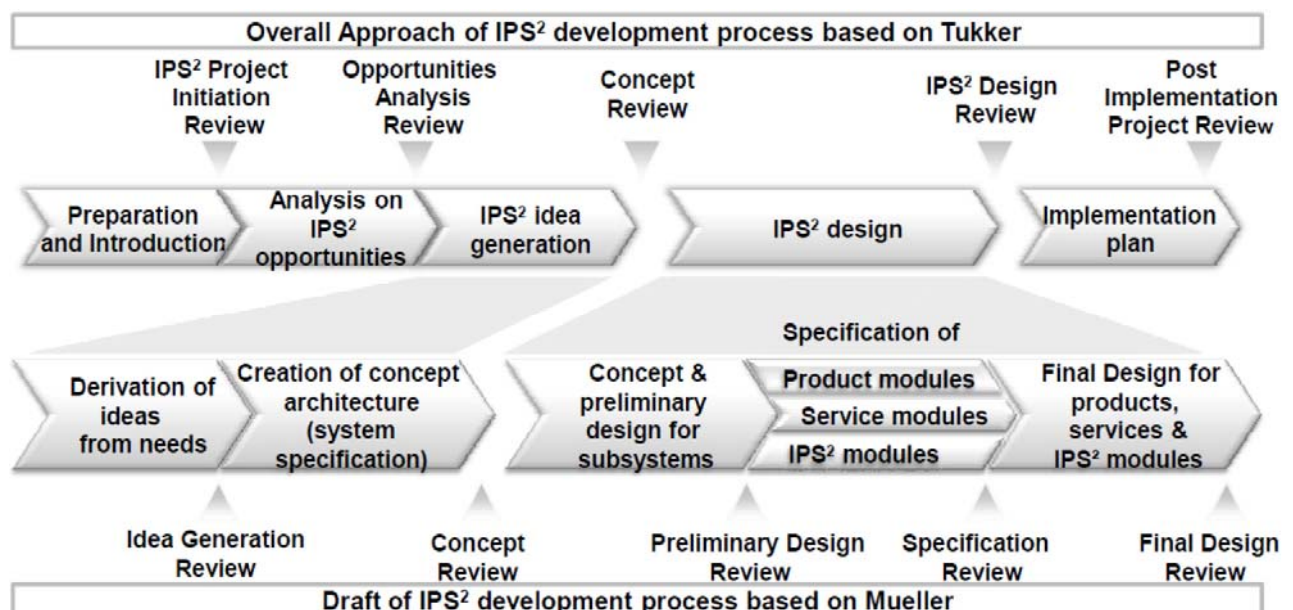 Overall Approach of IPS² development process based on Tukker
IPS² Project
Initiation
Review
Opportunities
Analysis
Review
Concept
Review
IPS² Design
Review
Post
Implementation
Project Review
Preparation
and Introduction
Analysis on
IPS²
opportunities
IPS² idea
generation
IPS² design
Implementation
plan
Derivation of
ideas
from needs
Creation of concept
architecture
(system
specification)
Concept &
preliminary
design for
subsystems
Specification of
Product modules
Service modules
IPS² modules
Final Design for
products,
services &
IPS² modules
Idea Generation
Review
Concept
Review
Preliminary Design
Review
Specification
Review
Final Design
Review
Draft of IPS² development process based on Mueller